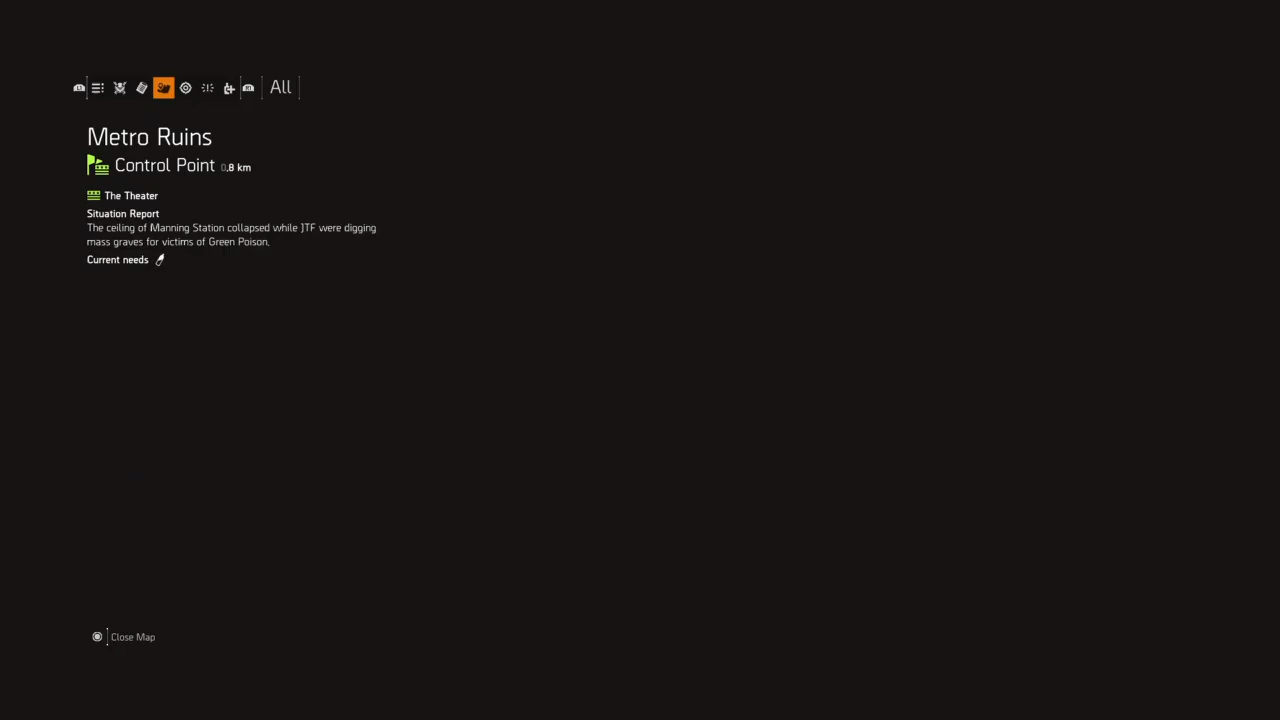 All
Metro Ruins
Control Point 0.8 km
The Theater
Situation Report
The ceiling of Manning Station collapsed while JTF were digging
mass graves for victims of Green Poison.
Current needs
Close Map